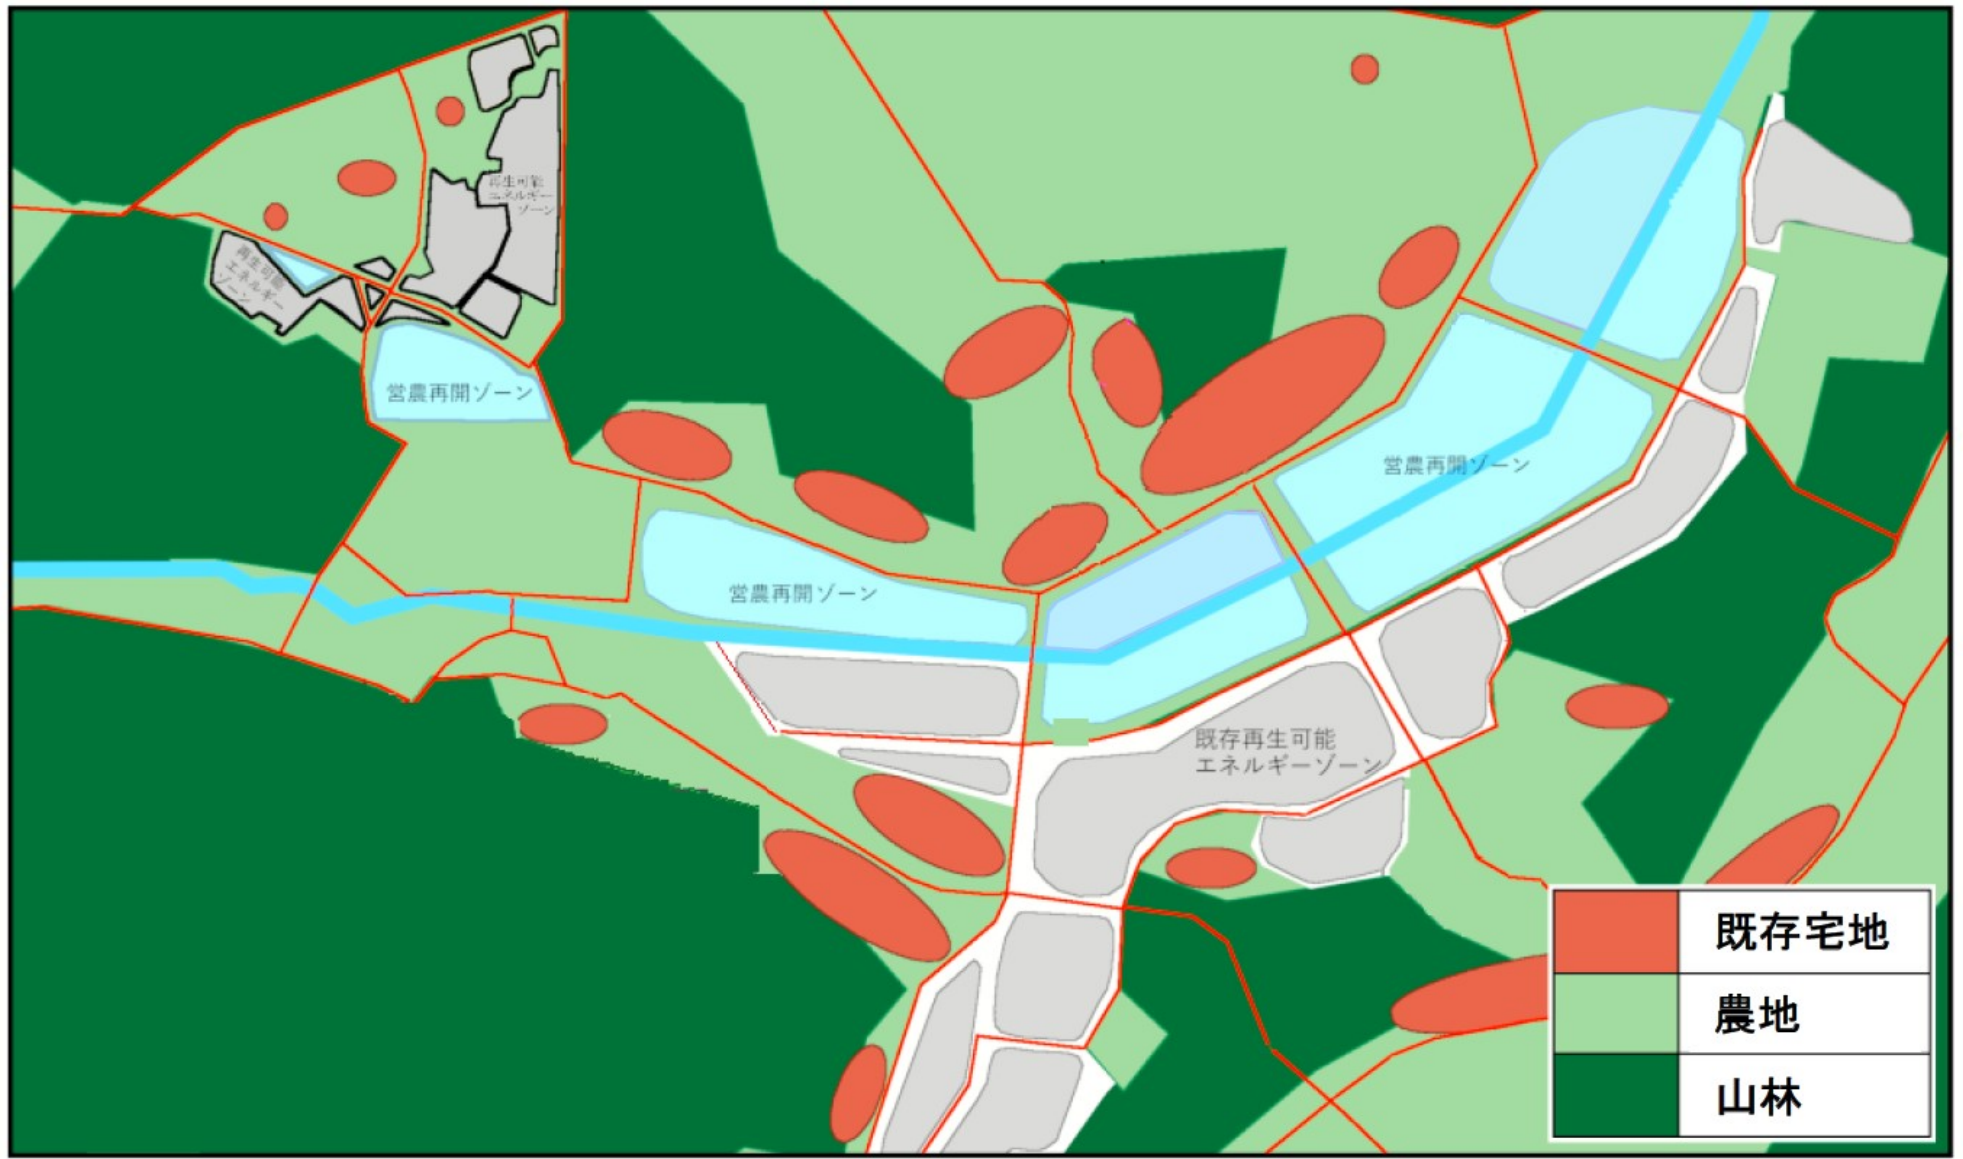 再生可能
エネルギー
ゾーン
再生可能
エネルギー
ゾーン
営農再開ゾーン
営農再開ゾーン
営農再開ゾーン
既存再生可能
エネルギーゾーン
既存宅地
農地
山林